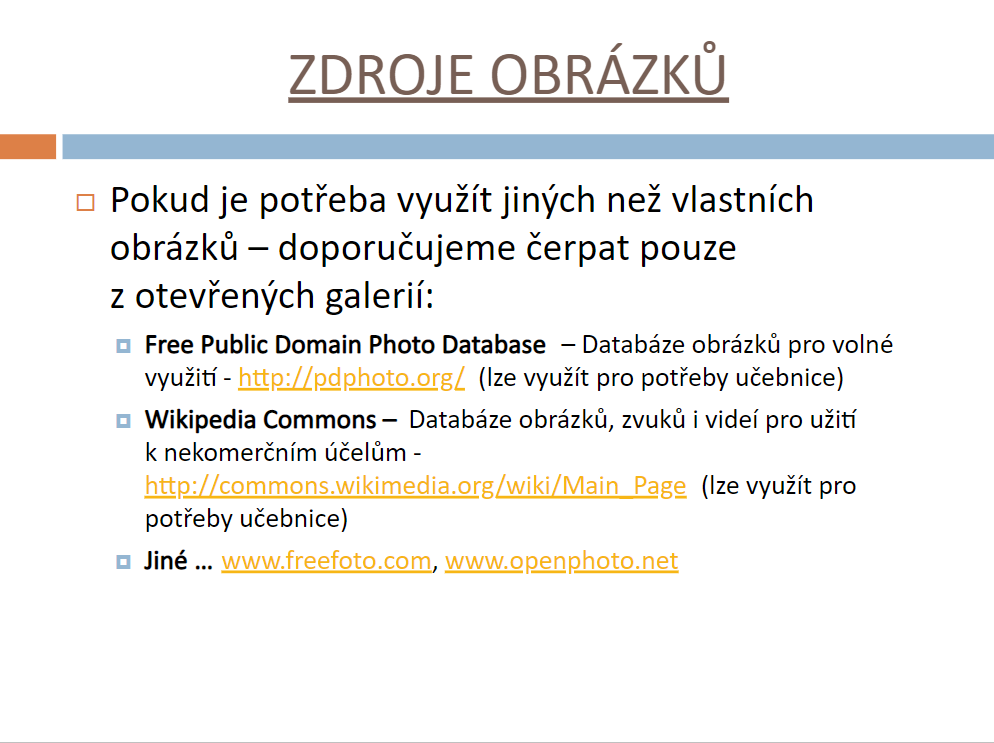 ZDROJE OBRÁZKŮ
Pokud je potřeba využít jiných než vlastních
obrázků – doporučujeme čerpat pouze
z otevřených galerií:
Free Public Domain Photo Database – Databáze obrázků pro volné
využití - http://pdphoto.org/ (lze využít pro potřeby učebnice)
Wikipedia Commons – Databáze obrázků, zvuků i videí pro užití
k nekomerčním účelům -
http://commons.wikimedia.org/wiki/Main_Page (lze využít pro
potřeby učebnice)
Jiné … www.freefoto.com, www.openphoto.net